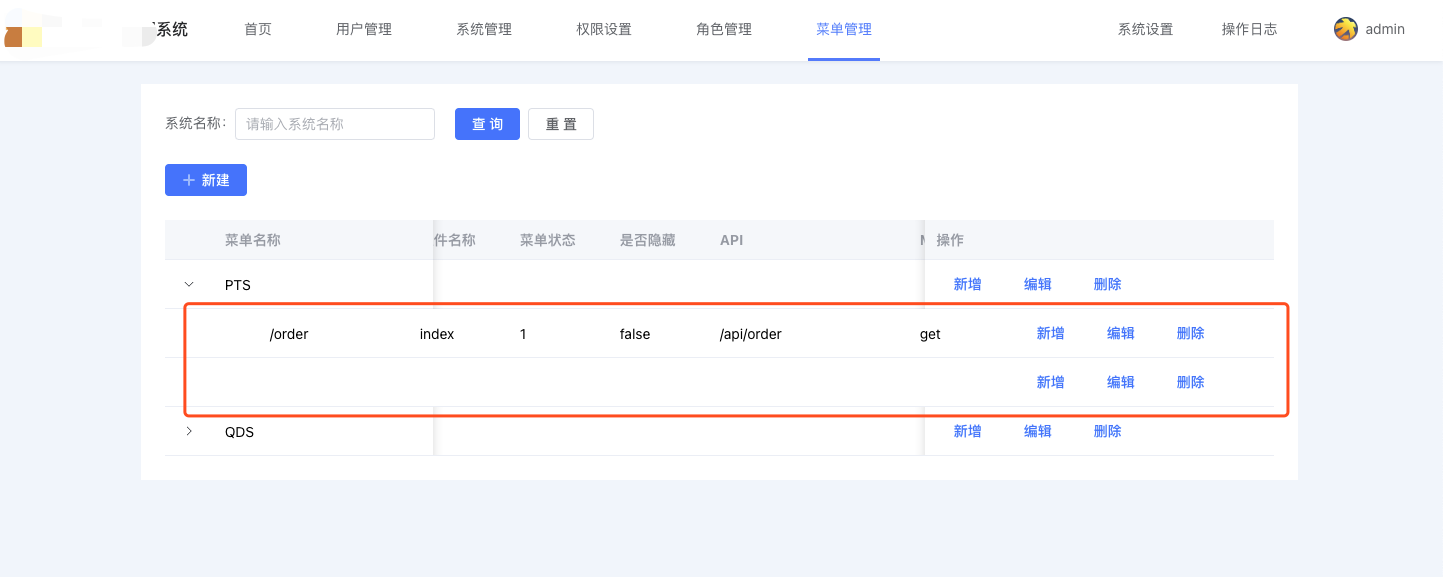 系统 首页 用户管理 系统管理 权限设置 角色管理 菜单管理 系统设置 操作日志 admin
系统名称: 请输入系统名称 查 询 重 置
+ 新建
菜单名称 件名称 菜单状态 是否隐藏 API 操作
PTS 新增 编辑 删除
/order index 1 false /api/order get 新增 编辑 删除
新增 编辑 删除
QDS 新增 编辑 删除